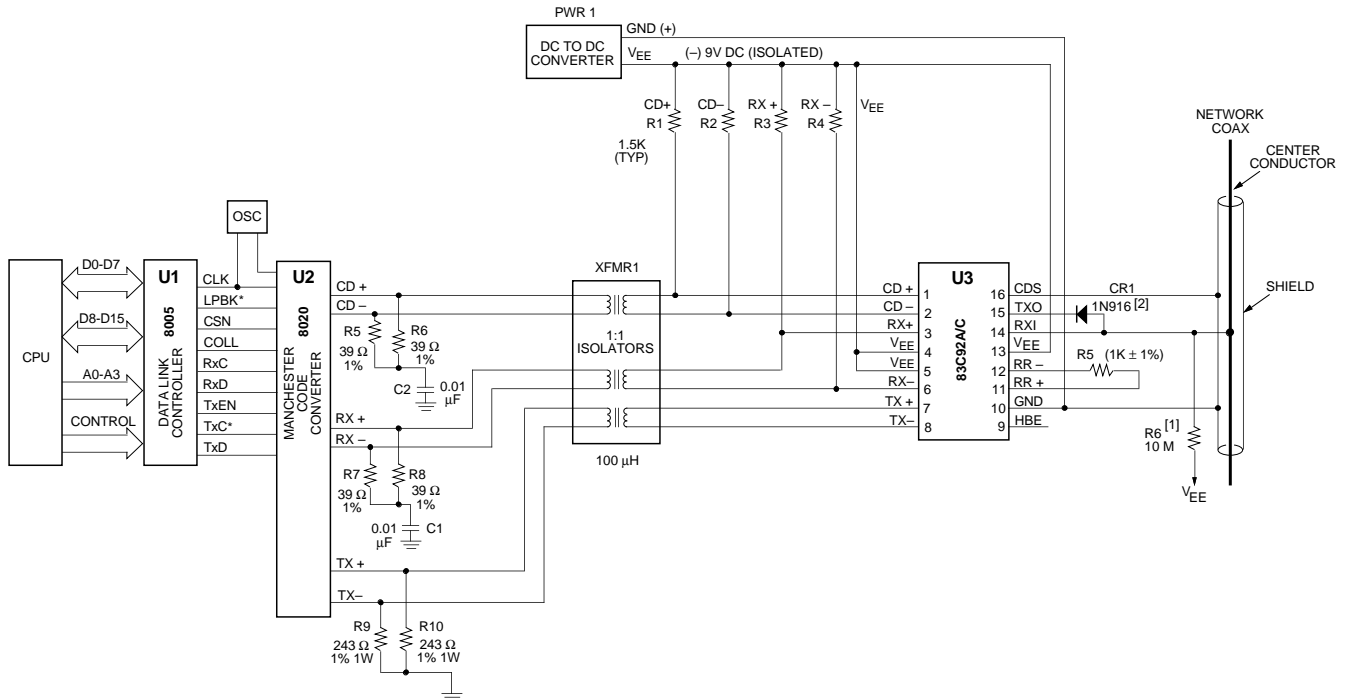 PWR 1
DC TO DC
CONVERTER
GND (+)
VEE
(–) 9V DC (ISOLATED)
CD+
R1
1.5K
(TYP)
CD–
R2
RX +
R3
RX –
R4
VEE
NETWORK
COAX
CENTER
CONDUCTOR
SHIELD
OSC
CPU
D0-D7
D8-D15
A0-A3
CONTROL
U1
8005
DATA LINK
CONTROLLER
CLK
LPBK*
CSN
COLL
RxC
RxD
TxEN
TxC*
TxD
U2
8020
MANCHESTER
CODE
CONVERTER
CD +
CD –
R5
39 Ω
1%
R6
39 Ω
1%
C2
0.01
µF
RX +
RX –
R7
39 Ω
1%
R8
39 Ω
1%
0.01
µF
C1
TX +
TX–
R9
243 Ω
1% 1W
R10
243 Ω
1% 1W
XFMR1
1:1
ISOLATORS
100 µH
CD +
CD –
RX+
VEE
VEE
RX–
TX +
TX–
U3
83C92A/C
1
2
3
4
5
6
7
8
16
15
14
13
12
11
10
9
CDS
TXO
RXI
VEE
RR –
RR +
GND
HBE
CR1
1N916 [2]
R5 (1K ± 1%)
R6 [1]
10 M
VEE